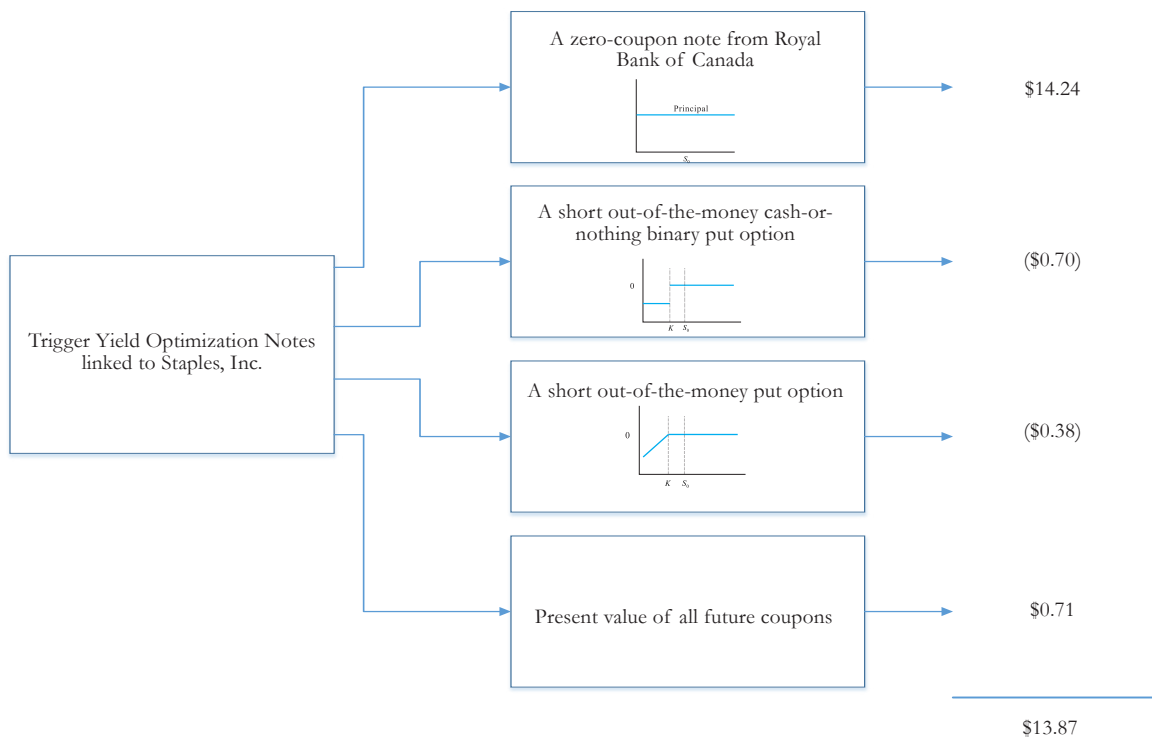 A zero-coupon note from Royal
Bank of Canada
Principal
S₀
$14.24
A short out-of-the-money cash-or-
nothing binary put option
0
K S₀
($0.70)
Trigger Yield Optimization Notes
linked to Staples, Inc.
A short out-of-the-money put option
0
K S₀
($0.38)
Present value of all future coupons
$0.71
$13.87